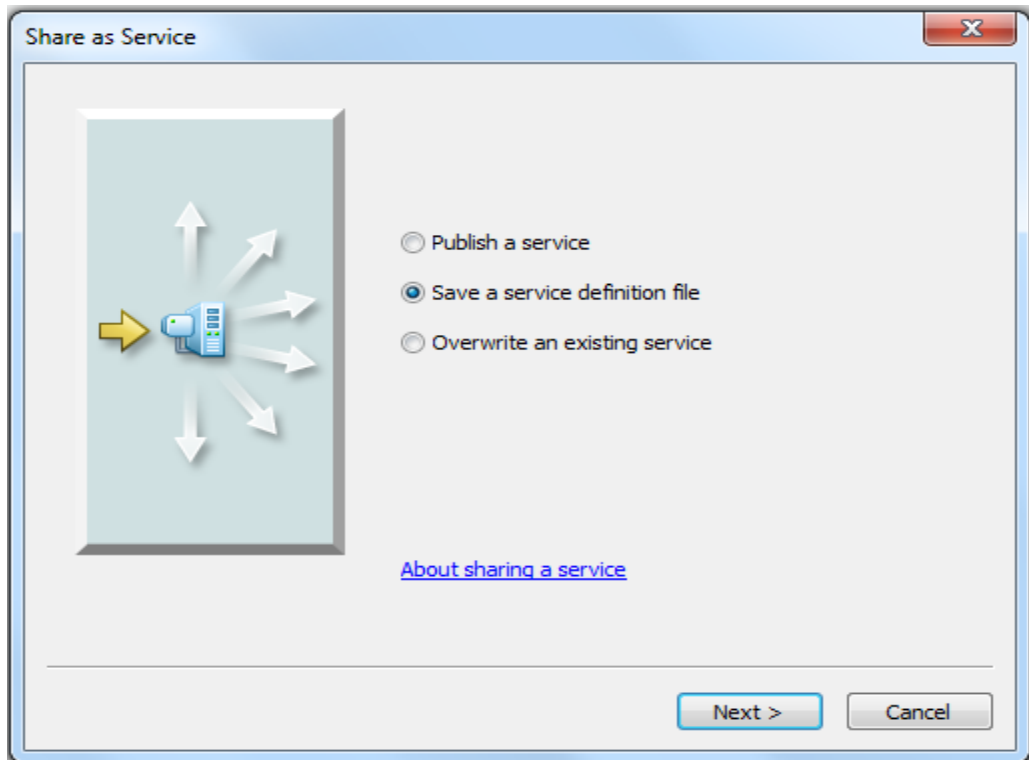 Share as Service
Publish a service
Save a service definition file
Overwrite an existing service
About sharing a service
Next >
Cancel